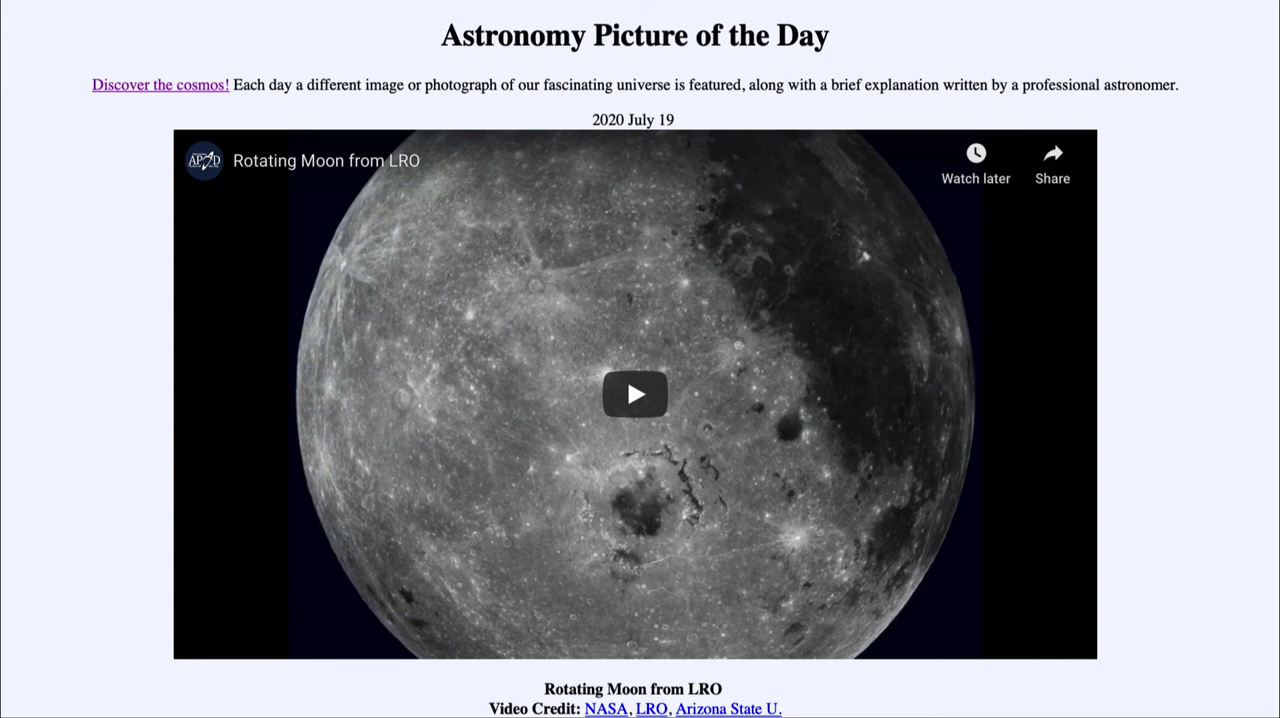 Astronomy Picture of the Day
Discover the cosmos! Each day a different image or photograph of our fascinating universe is featured, along with a brief explanation written by a professional astronomer.
2020 July 19
APOD Rotating Moon from LRO
Watch later Share
Rotating Moon from LRO
Video Credit: NASA, LRO, Arizona State U.